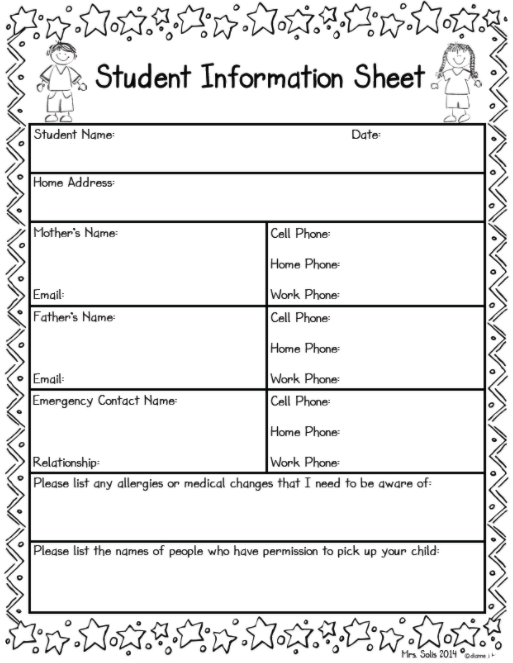 Student Information Sheet
Student Name: Date:
Home Address:
Mother's Name: Cell Phone:
Home Phone:
Email: Work Phone:
Father's Name: Cell Phone:
Home Phone:
Email: Work Phone:
Emergency Contact Name: Cell Phone:
Home Phone:
Relationship: Work Phone:
Please list any allergies or medical changes that I need to be aware of:
Please list the names of people who have permission to pick up your child:
Mrs. Solis 2014